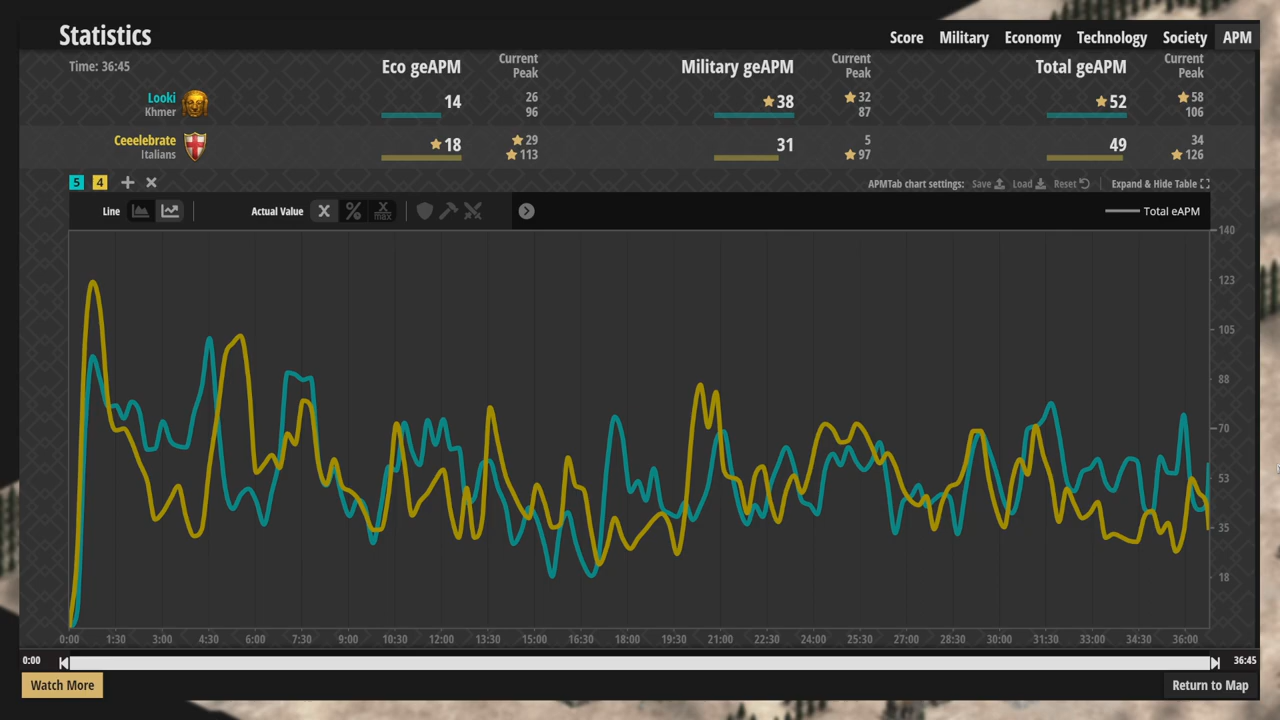 Statistics
Score Military Economy Technology Society APM
Time: 36:45
Eco geAPM Current Peak Military geAPM Current Peak Total geAPM Current Peak
Looki
Khmer
14 26 96 38 32 87 52 58 106
Ceeelebrate
Italians
18 29 113 31 5 97 49 34 126
5 4
APMTab chart settings: Save Load Reset Expand & Hide Table
Line Actual Value X % X max Total eAPM
140
123
105
88
70
53
35
18
0:00 1:30 3:00 4:30 6:00 7:30 9:00 10:30 12:00 13:30 15:00 16:30 18:00 19:30 21:00 22:30 24:00 25:30 27:00 28:30 30:00 31:30 33:00 34:30 36:00
0:00 36:45
Watch More Return to Map